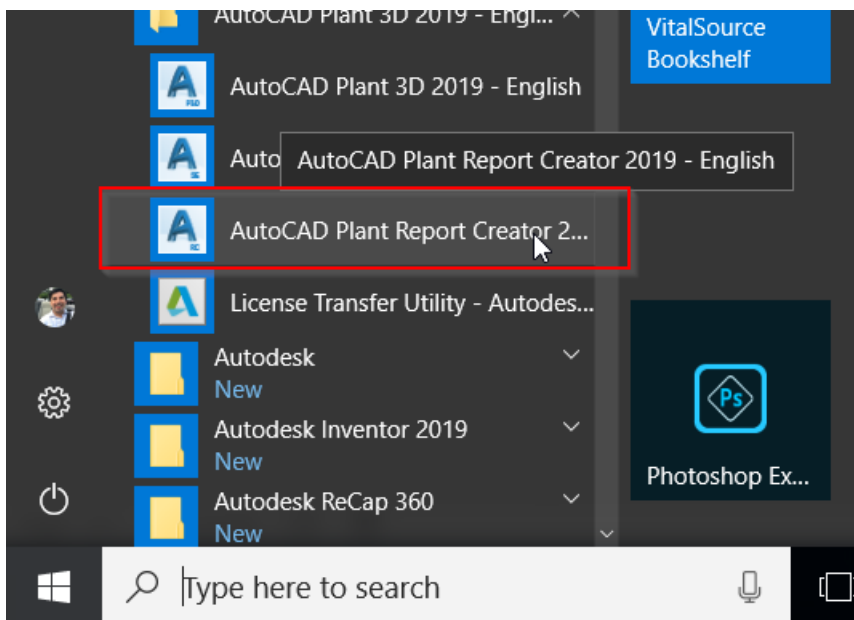 AutoCAD Plant 3D 2019 - Engl...
VitalSource
Bookshelf
AutoCAD Plant 3D 2019 - English
Auto
AutoCAD Plant Report Creator 2019 - English
AutoCAD Plant Report Creator 2...
License Transfer Utility - Autodes...
Autodesk
New
Autodesk Inventor 2019
New
Autodesk ReCap 360
New
Ps
Photoshop Ex...
Type here to search